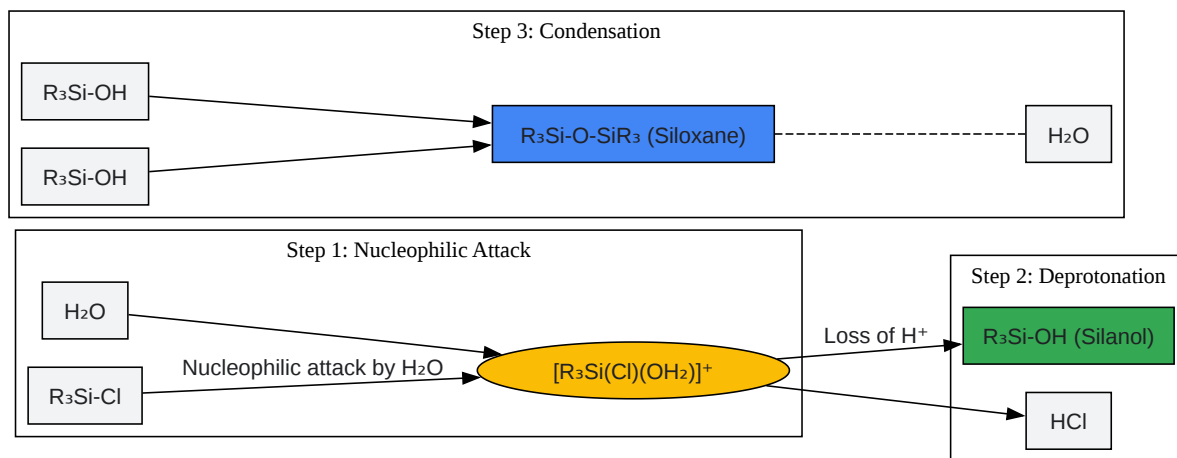 Step 3: Condensation
R₃Si-OH
R₃Si-O-SiR₃ (Siloxane)
H₂O
R₃Si-OH
Step 1: Nucleophilic Attack
H₂O
R₃Si-Cl
Nucleophilic attack by H₂O
[R₃Si(Cl)(OH₂)]⁺
Loss of H⁺
Step 2: Deprotonation
R₃Si-OH (Silanol)
HCl